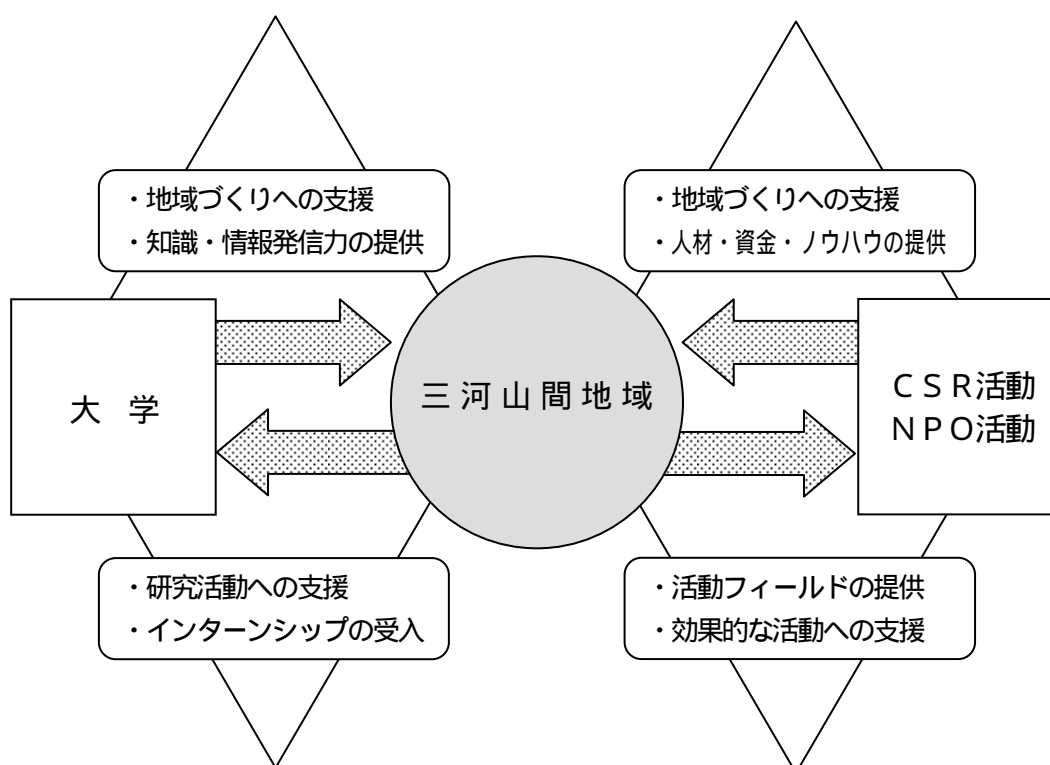 ・地域づくりへの支援
・知識・情報発信力の提供
・地域づくりへの支援
・人材・資金・ノウハウの提供
大　学
三河山間地域
ＣＳＲ活動
ＮＰＯ活動
・研究活動への支援
・インターンシップの受入
・活動フィールドの提供
・効果的な活動への支援